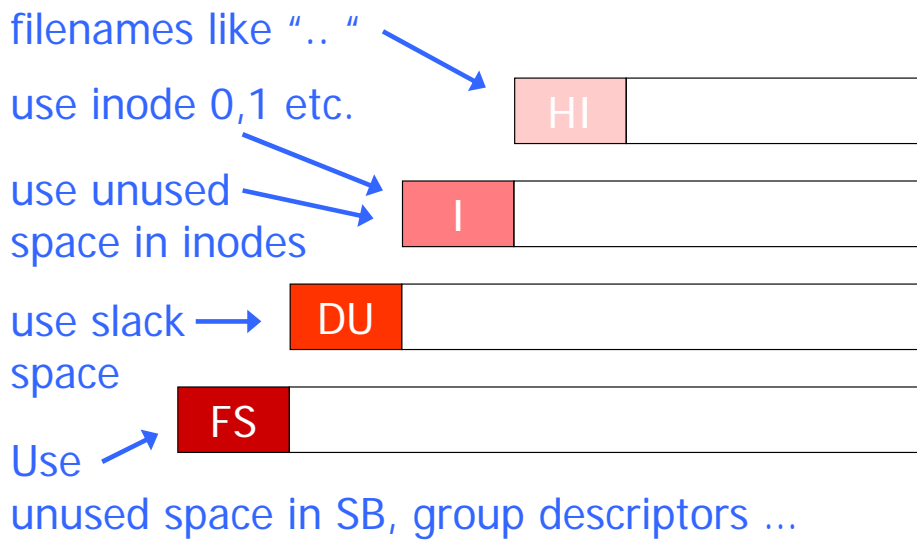 filenames like “.. “
HI
use inode 0,1 etc.
use unused
space in inodes
I
use slack
space
DU
FS
Use
unused space in SB, group descriptors ...